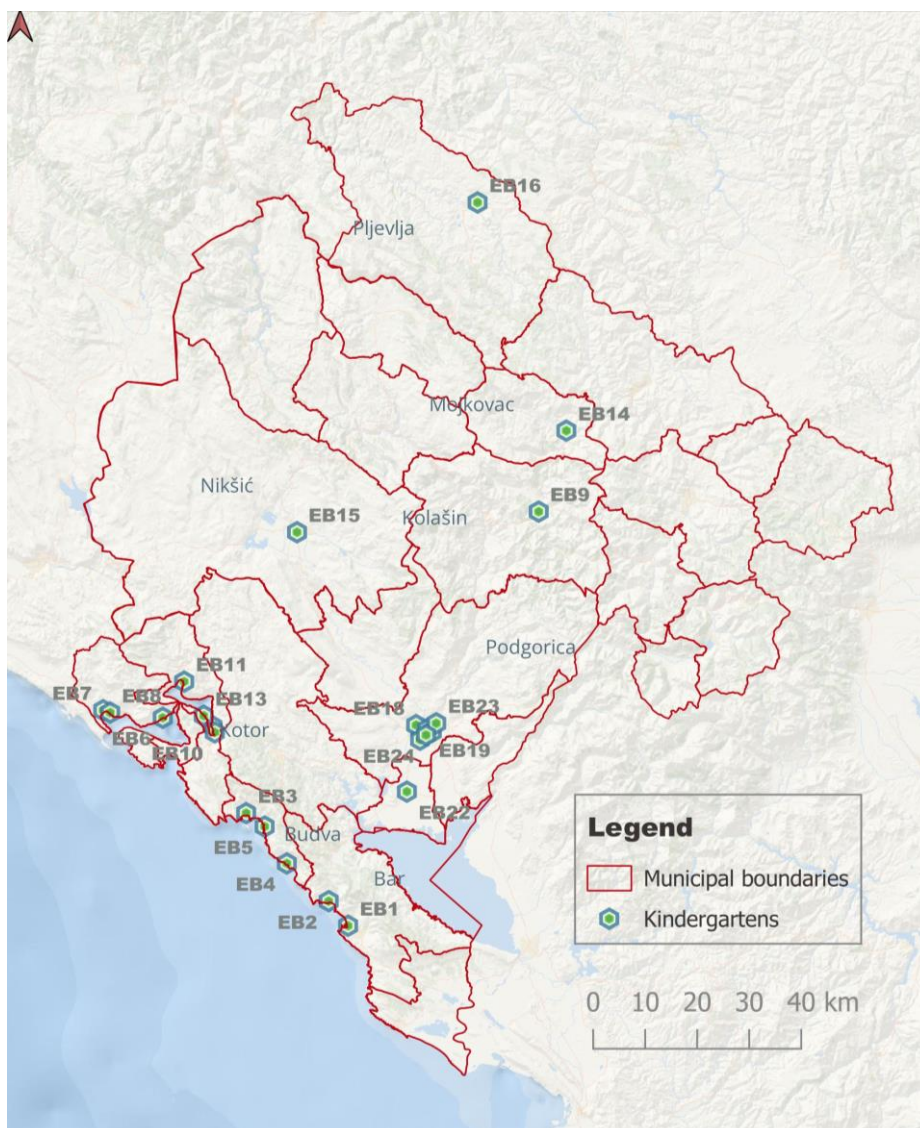 EB16
Pljevlja
Mojkovac
EB14
Nikšić
EB9
EB15
Kolašin
Podgorica
EB11
EB7
EB8
EB13
EB18
EB23
EB6
Kotor
EB10
EB24
EB19
EB3
EB22
EB5
Budva
EB4
Bar
EB2
EB1
Legend
Municipal boundaries
Kindergartens
0 10 20 30 40 km